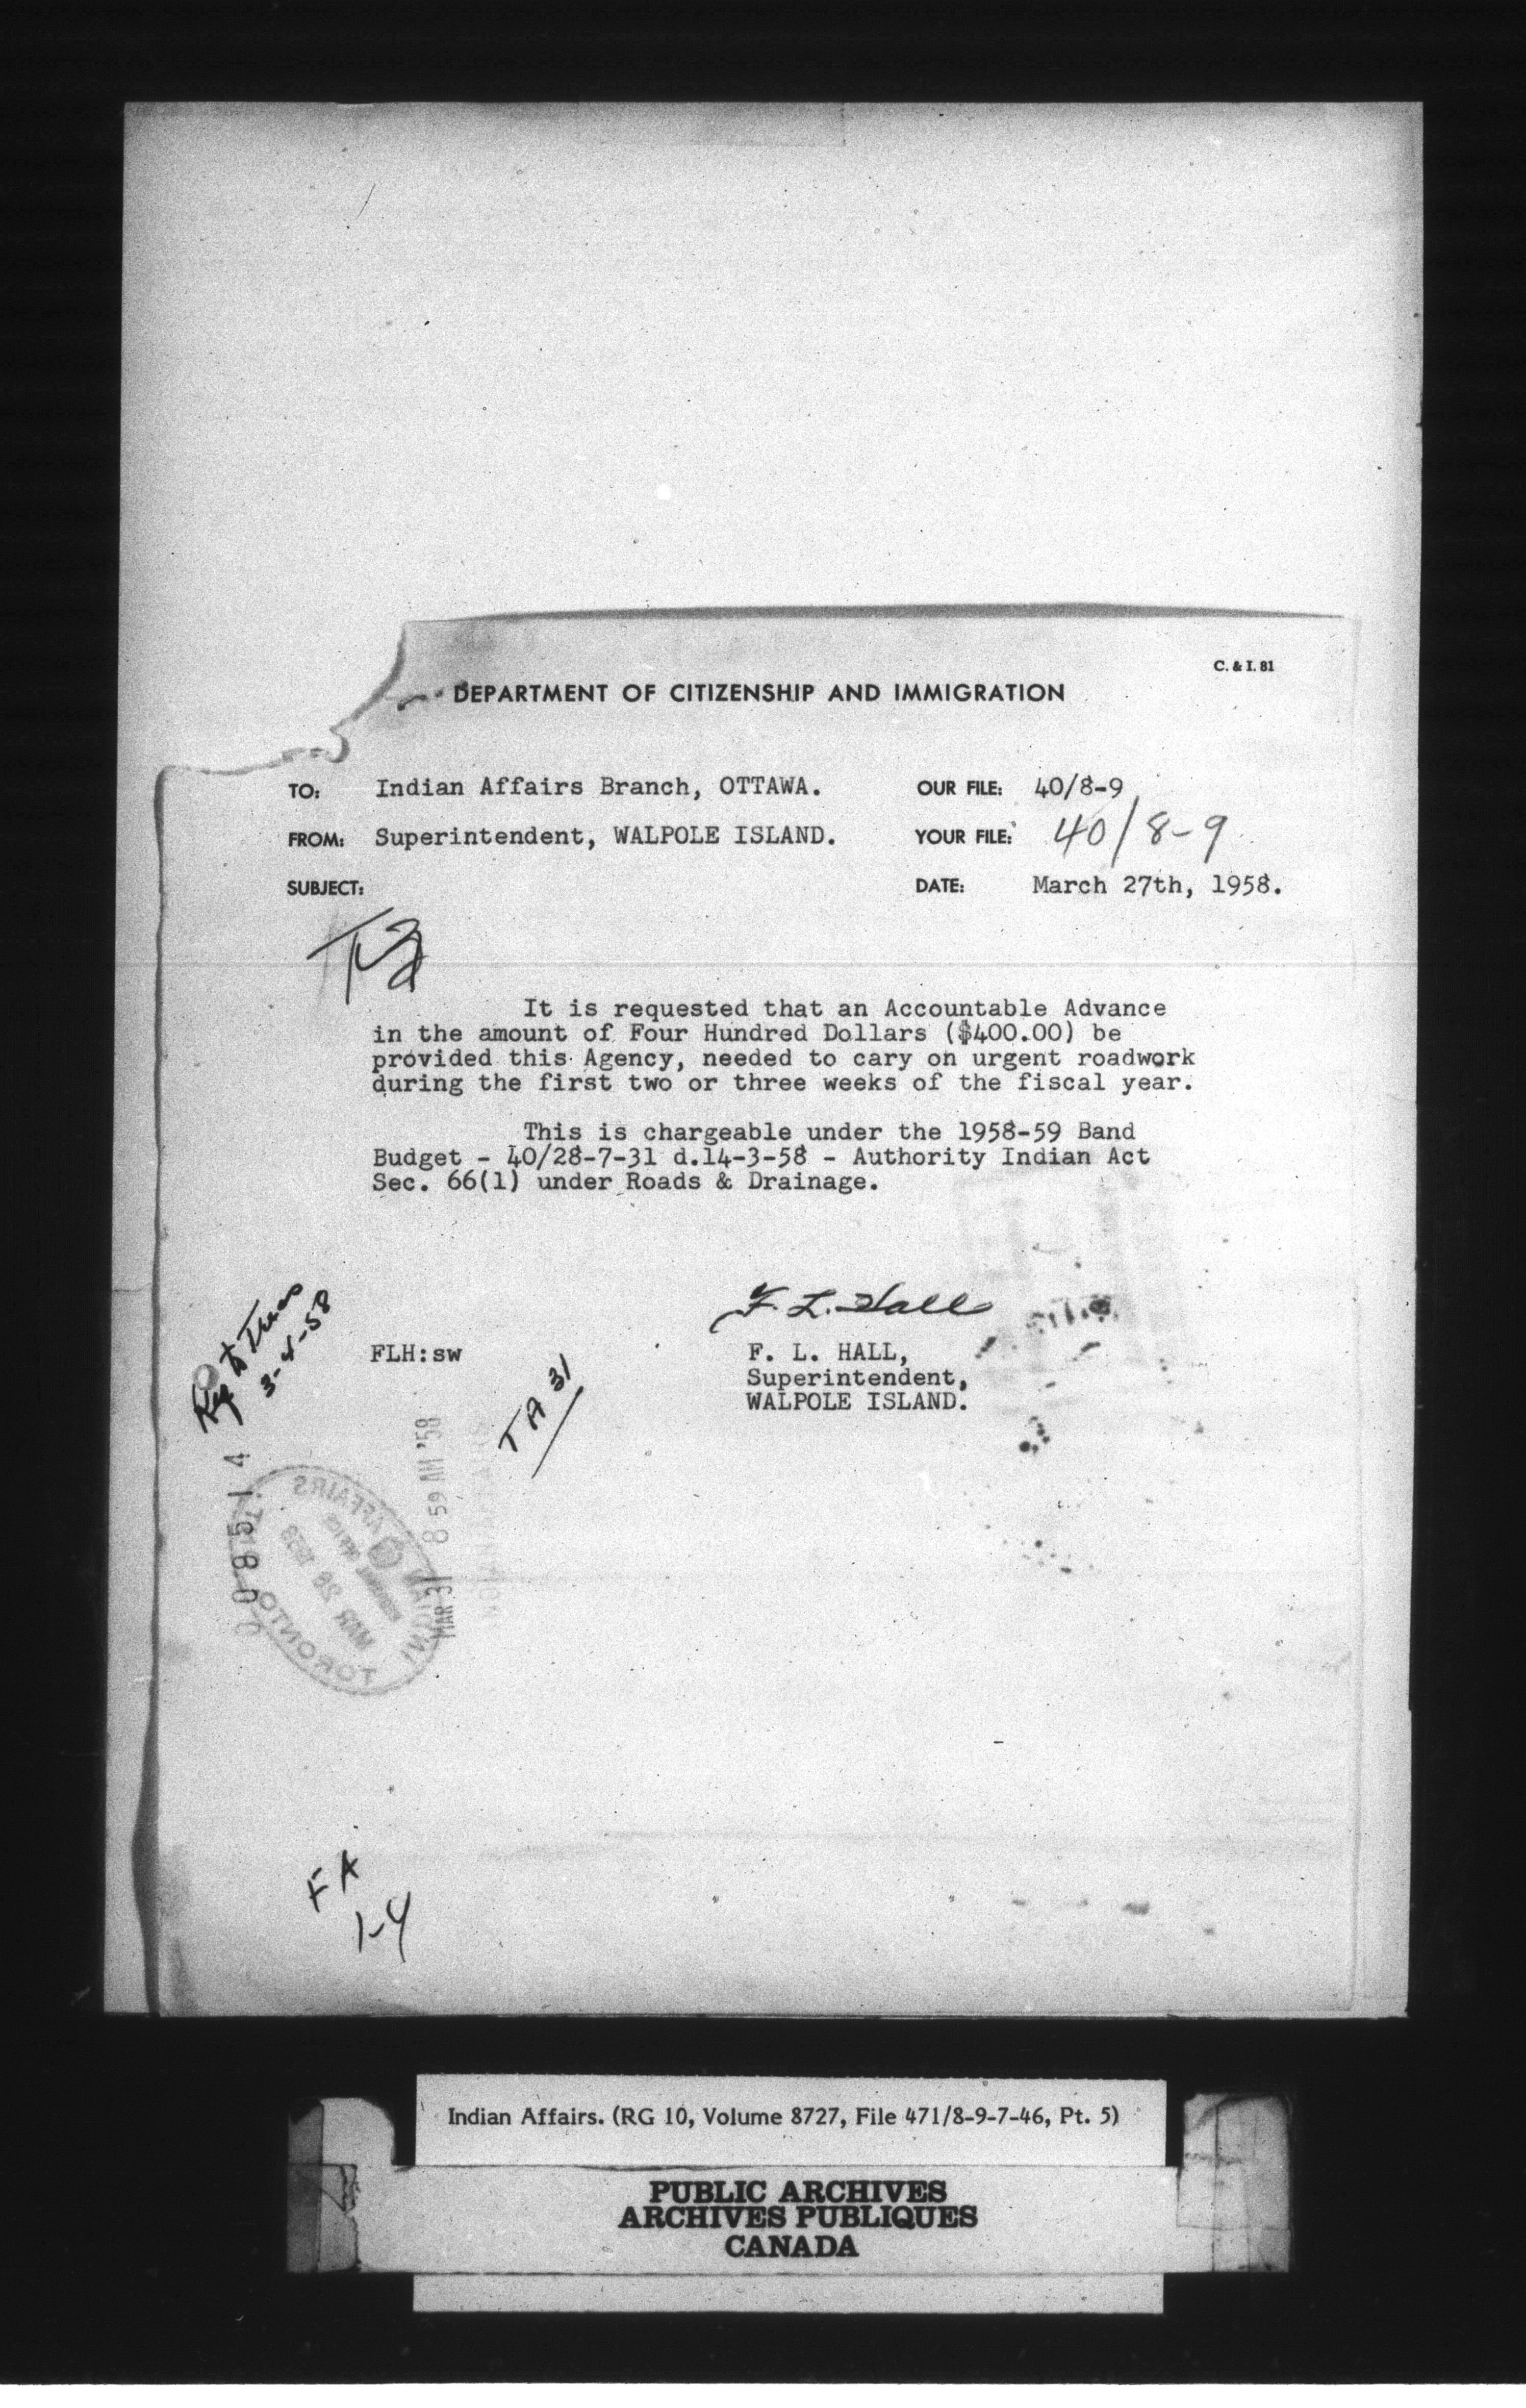 C. & I. 81
DEPARTMENT OF CITIZENSHIP AND IMMIGRATION
TO: Indian Affairs Branch, OTTAWA. OUR FILE: 40/8-9
FROM: Superintendent, WALPOLE ISLAND. YOUR FILE: 40/8-9
SUBJECT: DATE: March 27th, 1958.
It is requested that an Accountable Advance
in the amount of Four Hundred Dollars ($400.00) be
provided this Agency, needed to cary on urgent roadwork
during the first two or three weeks of the fiscal year.
This is chargeable under the 1958-59 Band
Budget - 40/28-7-31 d.14-3-58 - Authority Indian Act
Sec. 66(1) under Roads & Drainage.
F. L. Hall
FLH:sw F. L. HALL,
Superintendent,
WALPOLE ISLAND.
to
3-4-58
TA 31
08514
MAR 31 8 59 AM '58
INDIAN AFFAIRS
MAR 28 1958
TORONTO
FA
1-4
Indian Affairs. (RG 10, Volume 8727, File 471/8-9-7-46, Pt. 5)
PUBLIC ARCHIVES
ARCHIVES PUBLIQUES
CANADA